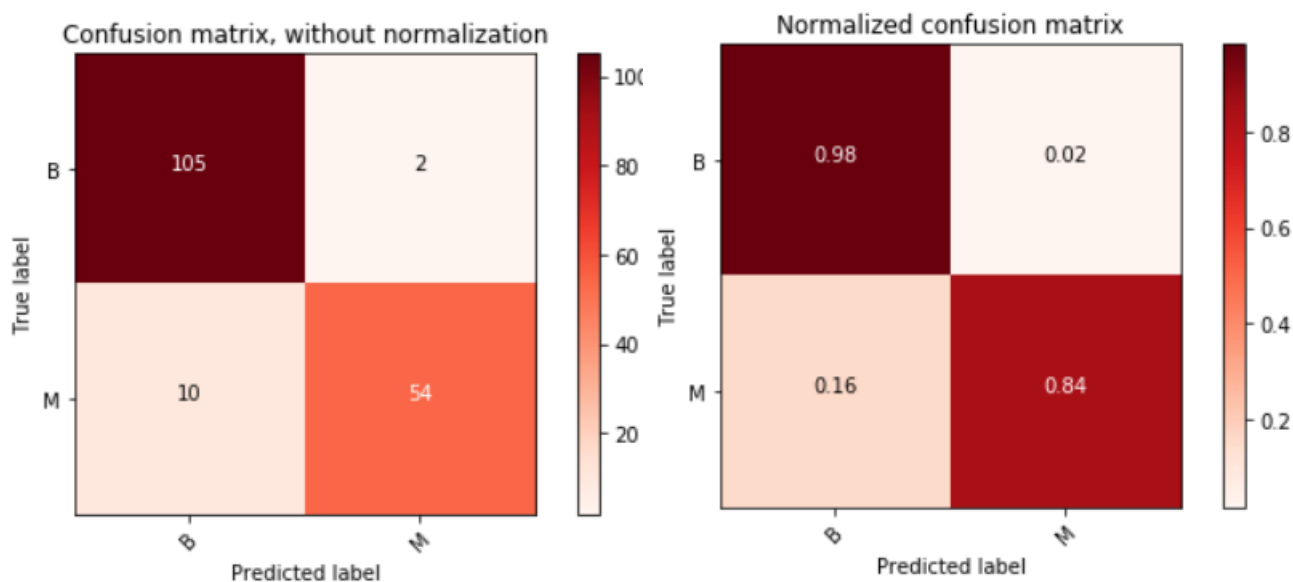 Confusion matrix, without normalization
B
M
True label
105
2
10
54
B
M
Predicted label
80
60
40
20
Normalized confusion matrix
B
M
True label
0.98
0.02
0.16
0.84
B
M
Predicted label
0.8
0.6
0.4
0.2